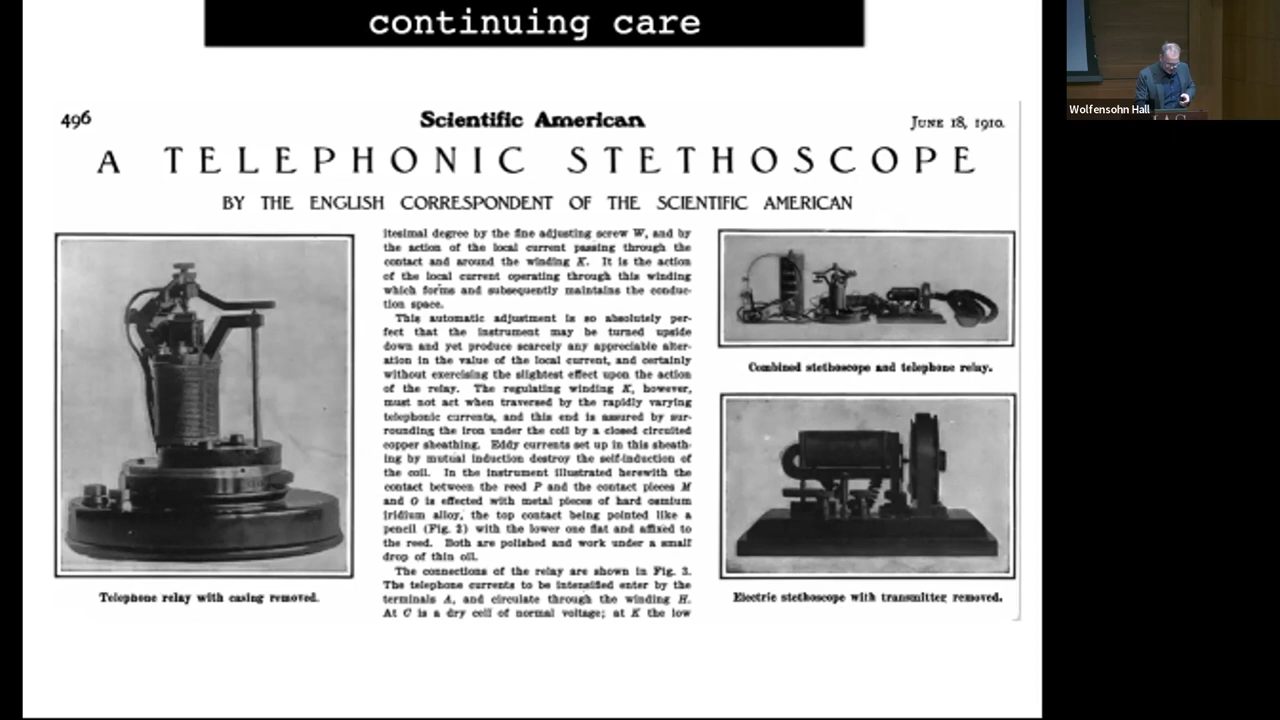 continuing care
Wolfensohn Hall
496
Scientific American
JUNE 18, 1910.
A TELEPHONIC STETHOSCOPE
BY THE ENGLISH CORRESPONDENT OF THE SCIENTIFIC AMERICAN
itesimal degree by the fine adjusting screw W, and by
the action of the local current passing through the
contact and around the winding K. It is the action
of the local current operating through this winding
which forms and subsequently maintains the conduc-
tion space.
This automatic adjustment is so absolutely per-
fect that the instrument may be turned upside
down and yet produce scarcely any appreciable alter-
ation in the value of the local current, and certainly
without exercising the slightest effect upon the action
of the relay. The regulating winding K, however,
must not act when traversed by the rapidly varying
telephonic currents, and this end is assured by sur-
rounding the iron under the coil by a closed circuited
copper sheathing. Eddy currents set up in this sheath-
ing by mutual induction destroy the self-induction of
the coil. In the instrument illustrated herewith the
contact between the reed P and the contact pieces M
and O is effected with metal pieces of hard osmium
iridium alloy, the top contact being pointed like a
pencil (Fig. 2) with the lower one flat and affixed to
the reed. Both are polished and work under a small
drop of thin oil.
The connections of the relay are shown in Fig. 3.
The telephone currents to be intensified enter by the
terminals A, and circulate through the winding H.
At C is a dry cell of normal voltage; at K the low
Telephone relay with casing removed.
Combined stethoscope and telephone relay.
Electric stethoscope with transmitter removed.